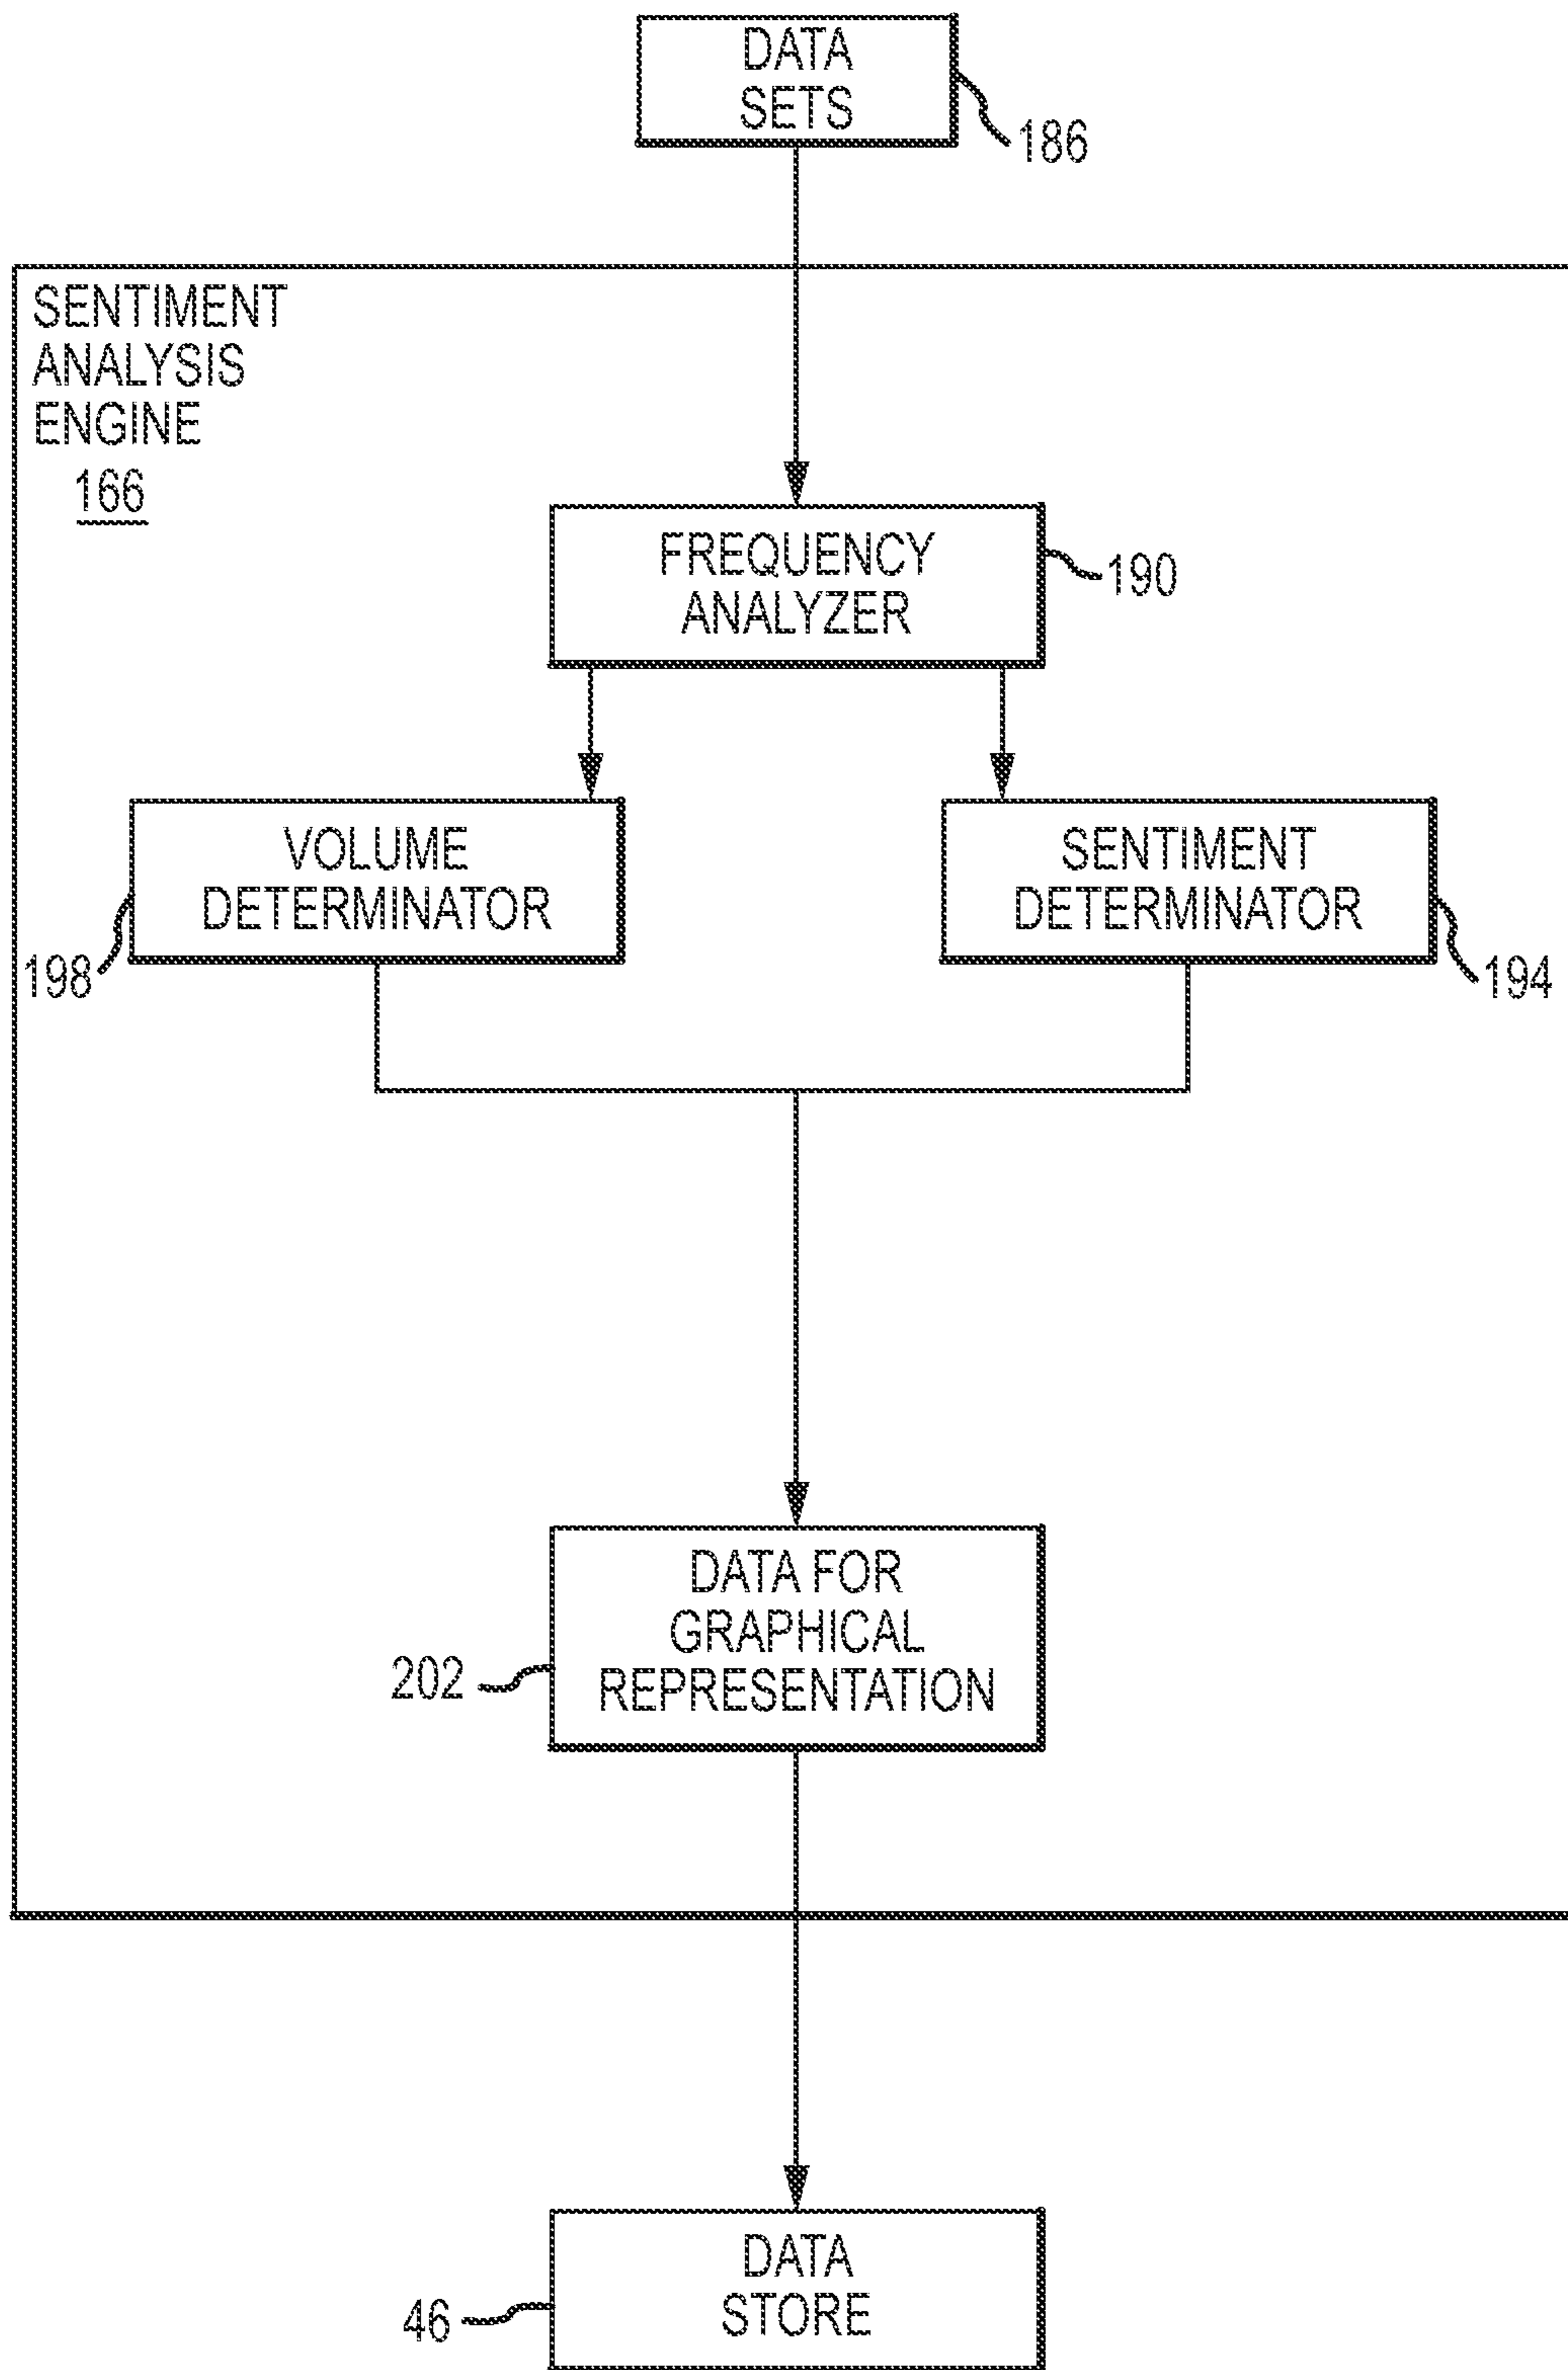 DATA
SETS
186
SENTIMENT
ANALYSIS
ENGINE
166
FREQUENCY
ANALYZER
190
VOLUME
DETERMINATOR
198
SENTIMENT
DETERMINATOR
194
DATA FOR
GRAPHICAL
REPRESENTATION
202
DATA
STORE
46